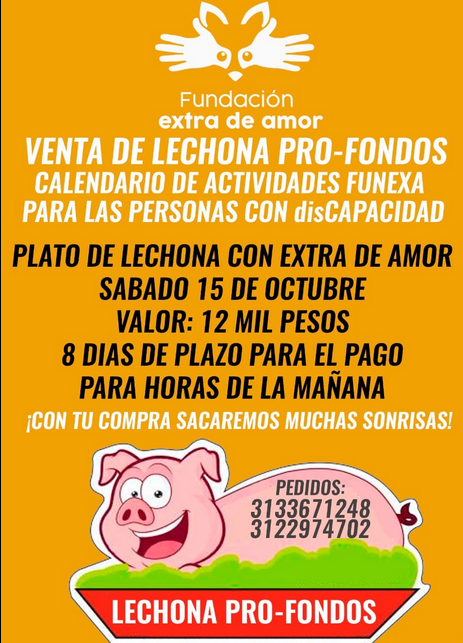 Fundación
extra de amor
VENTA DE LECHONA PRO-FONDOS
CALENDARIO DE ACTIVIDADES FUNEXA
PARA LAS PERSONAS CON disCAPACIDAD
PLATO DE LECHONA CON EXTRA DE AMOR
SABADO 15 DE OCTUBRE
VALOR: 12 MIL PESOS
8 DIAS DE PLAZO PARA EL PAGO
PARA HORAS DE LA MAÑANA
¡CON TU COMPRA SACAREMOS MUCHAS SONRISAS!
PEDIDOS:
3133671248
3122974702
LECHONA PRO-FONDOS